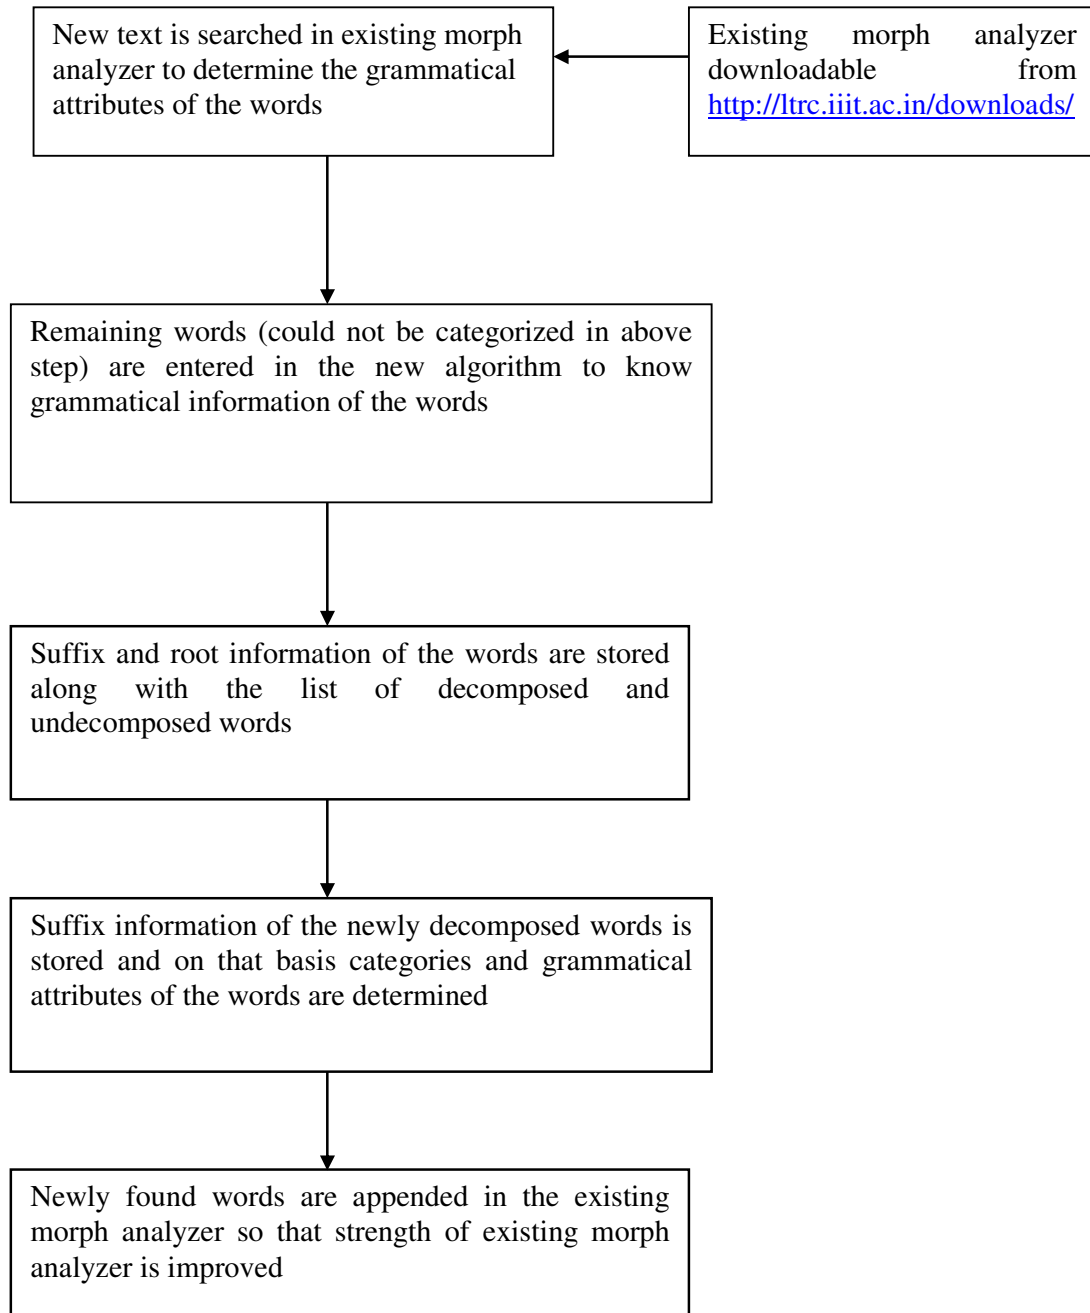 New text is searched in existing morph
analyzer to determine the grammatical
attributes of the words
Existing morph analyzer
downloadable from
http://ltrc.iiit.ac.in/downloads/
Remaining words (could not be categorized in above
step) are entered in the new algorithm to know
grammatical information of the words
Suffix and root information of the words are stored
along with the list of decomposed and
undecomposed words
Suffix information of the newly decomposed words is
stored and on that basis categories and grammatical
attributes of the words are determined
Newly found words are appended in the existing
morph analyzer so that strength of existing morph
analyzer is improved